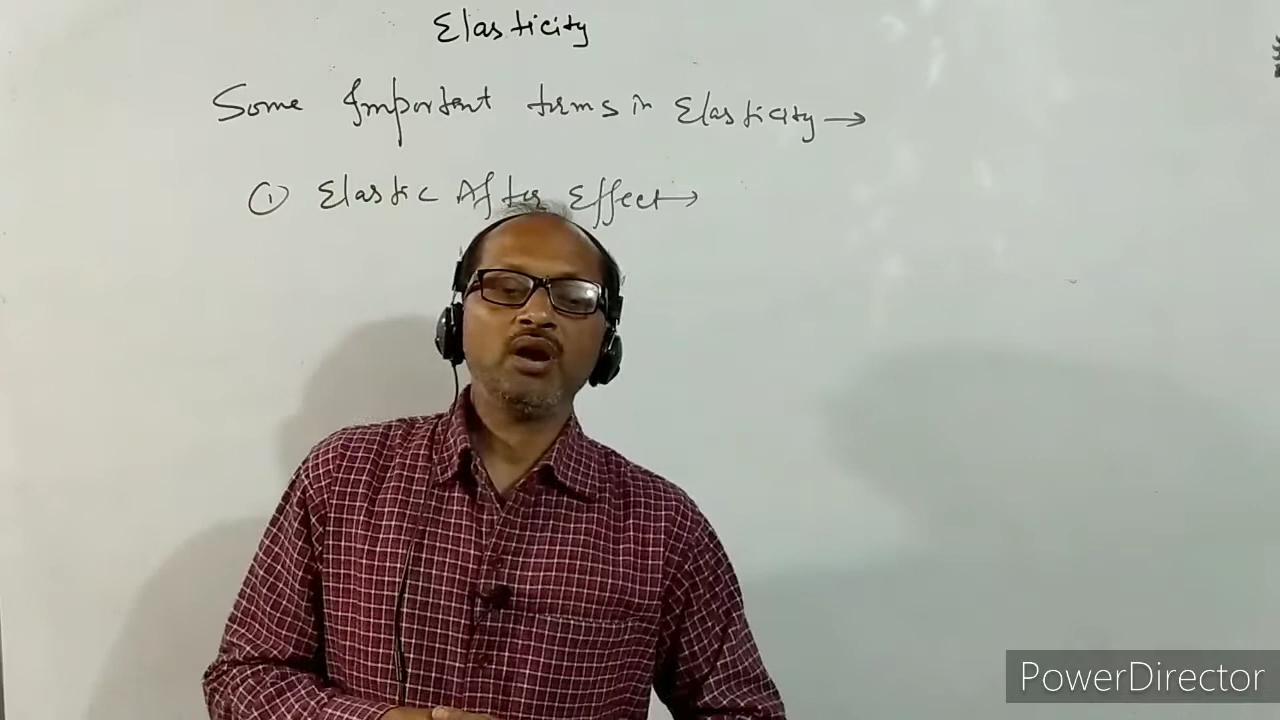 Elasticity
Some Important terms in Elasticity →
① Elastic After Effect →
PowerDirector